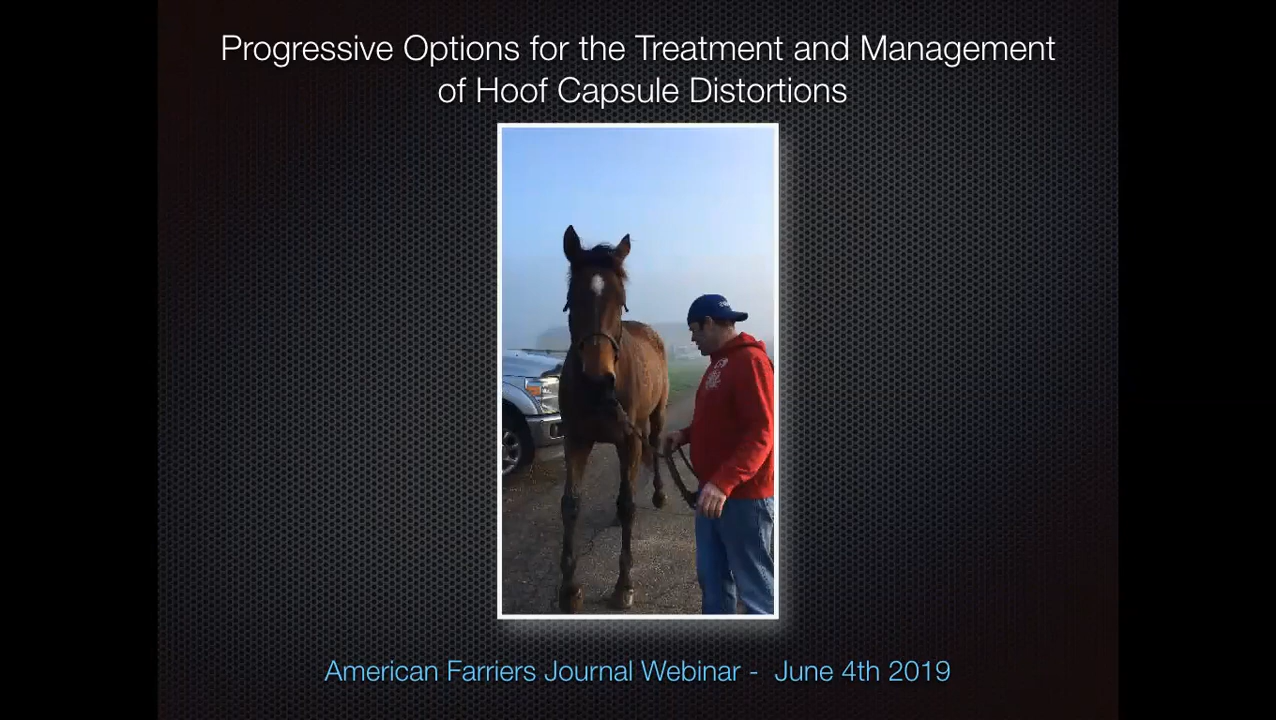 Progressive Options for the Treatment and Management
of Hoof Capsule Distortions
American Farriers Journal Webinar - June 4th 2019